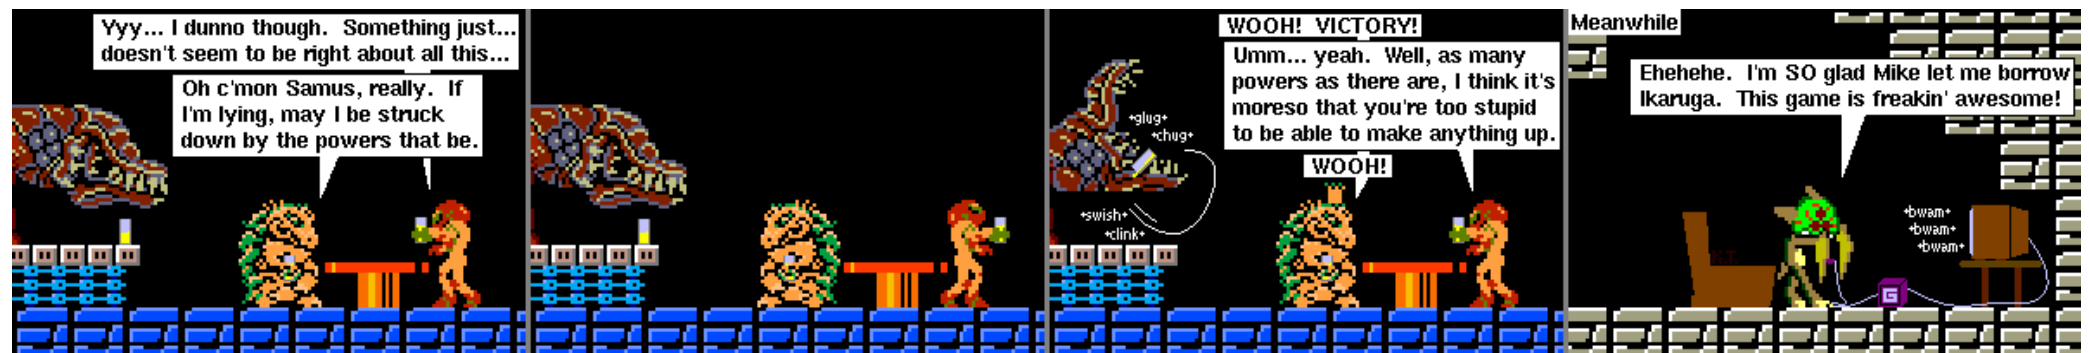 Yyy... I dunno though.  Something just...
doesn't seem to be right about all this...
Oh c'mon Samus, really.  If
I'm lying, may I be struck
down by the powers that be.
WOOH!  VICTORY!
Umm... yeah.  Well, as many
powers as there are, I think it's
moreso that you're too stupid
to be able to make anything up.
WOOH!
+glug+
+chug+
+swish+
+clink+
Meanwhile
Ehehehe.  I'm SO glad Mike let me borrow
Ikaruga.  This game is freakin' awesome!
+bwam+
+bwam+
+bwam+
G